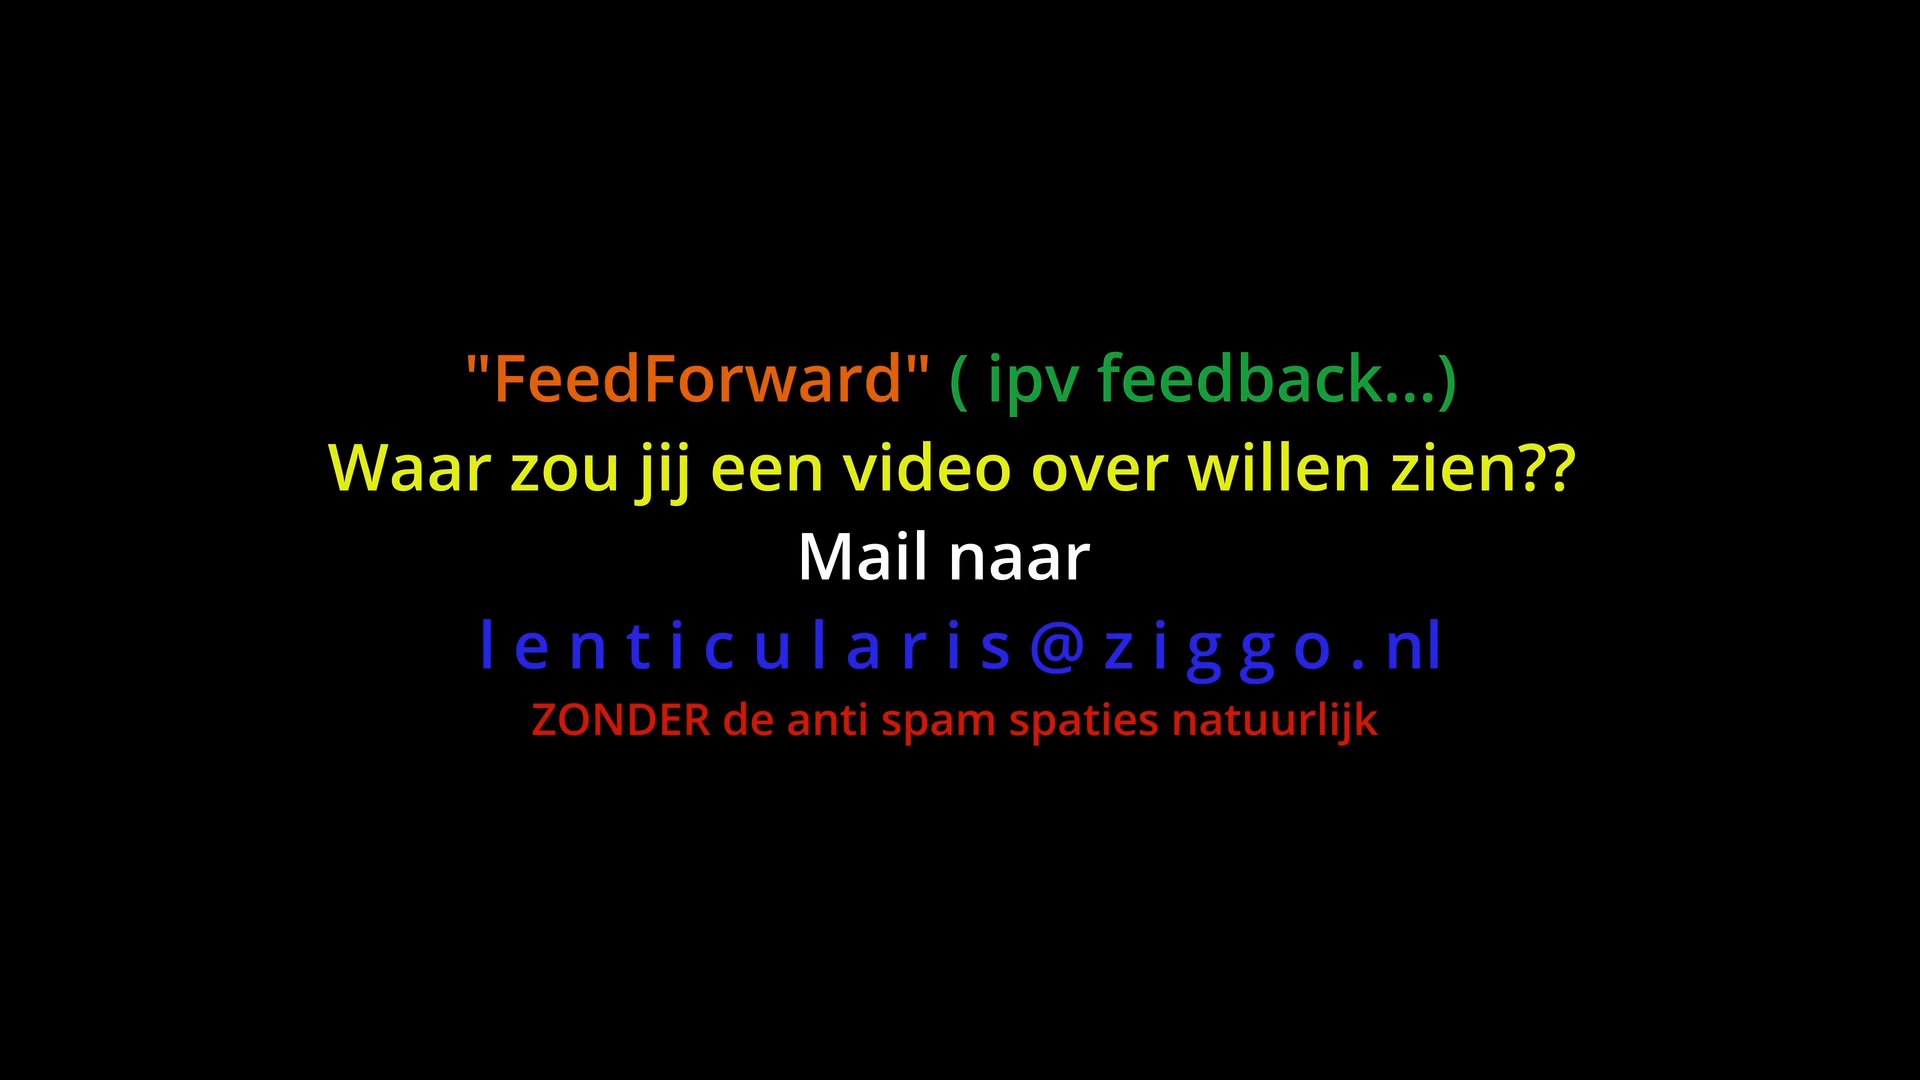 "FeedForward" ( ipv feedback...)
Waar zou jij een video over willen zien??
Mail naar
l e n t i c u l a r i s @ z i g g o . nl
ZONDER de anti spam spaties natuurlijk